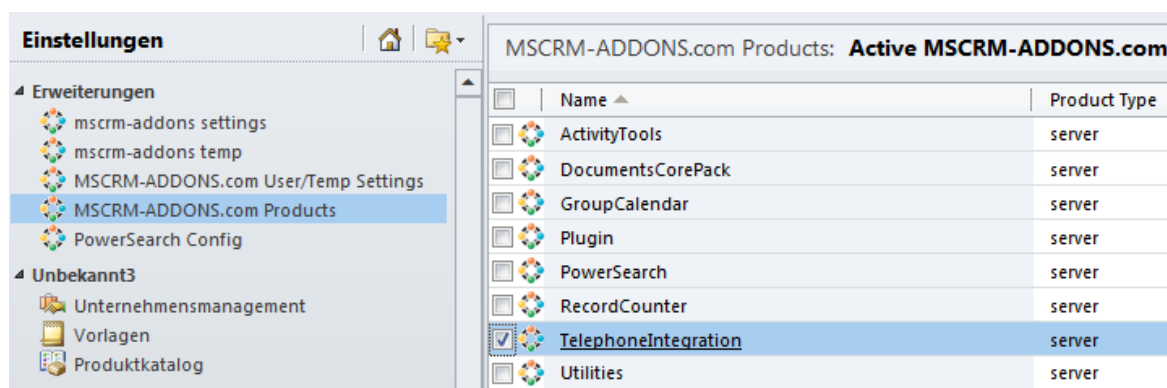 Einstellungen
Erweiterungen
mscrm-addons settings
mscrm-addons temp
MSCRM-ADDONS.com User/Temp Settings
MSCRM-ADDONS.com Products
PowerSearch Config
Unbekannt3
Unternehmensmanagement
Vorlagen
Produktkatalog
MSCRM-ADDONS.com Products: Active MSCRM-ADDONS.com
Name Product Type
ActivityTools server
DocumentsCorePack server
GroupCalendar server
Plugin server
PowerSearch server
RecordCounter server
TelephoneIntegration server
Utilities server